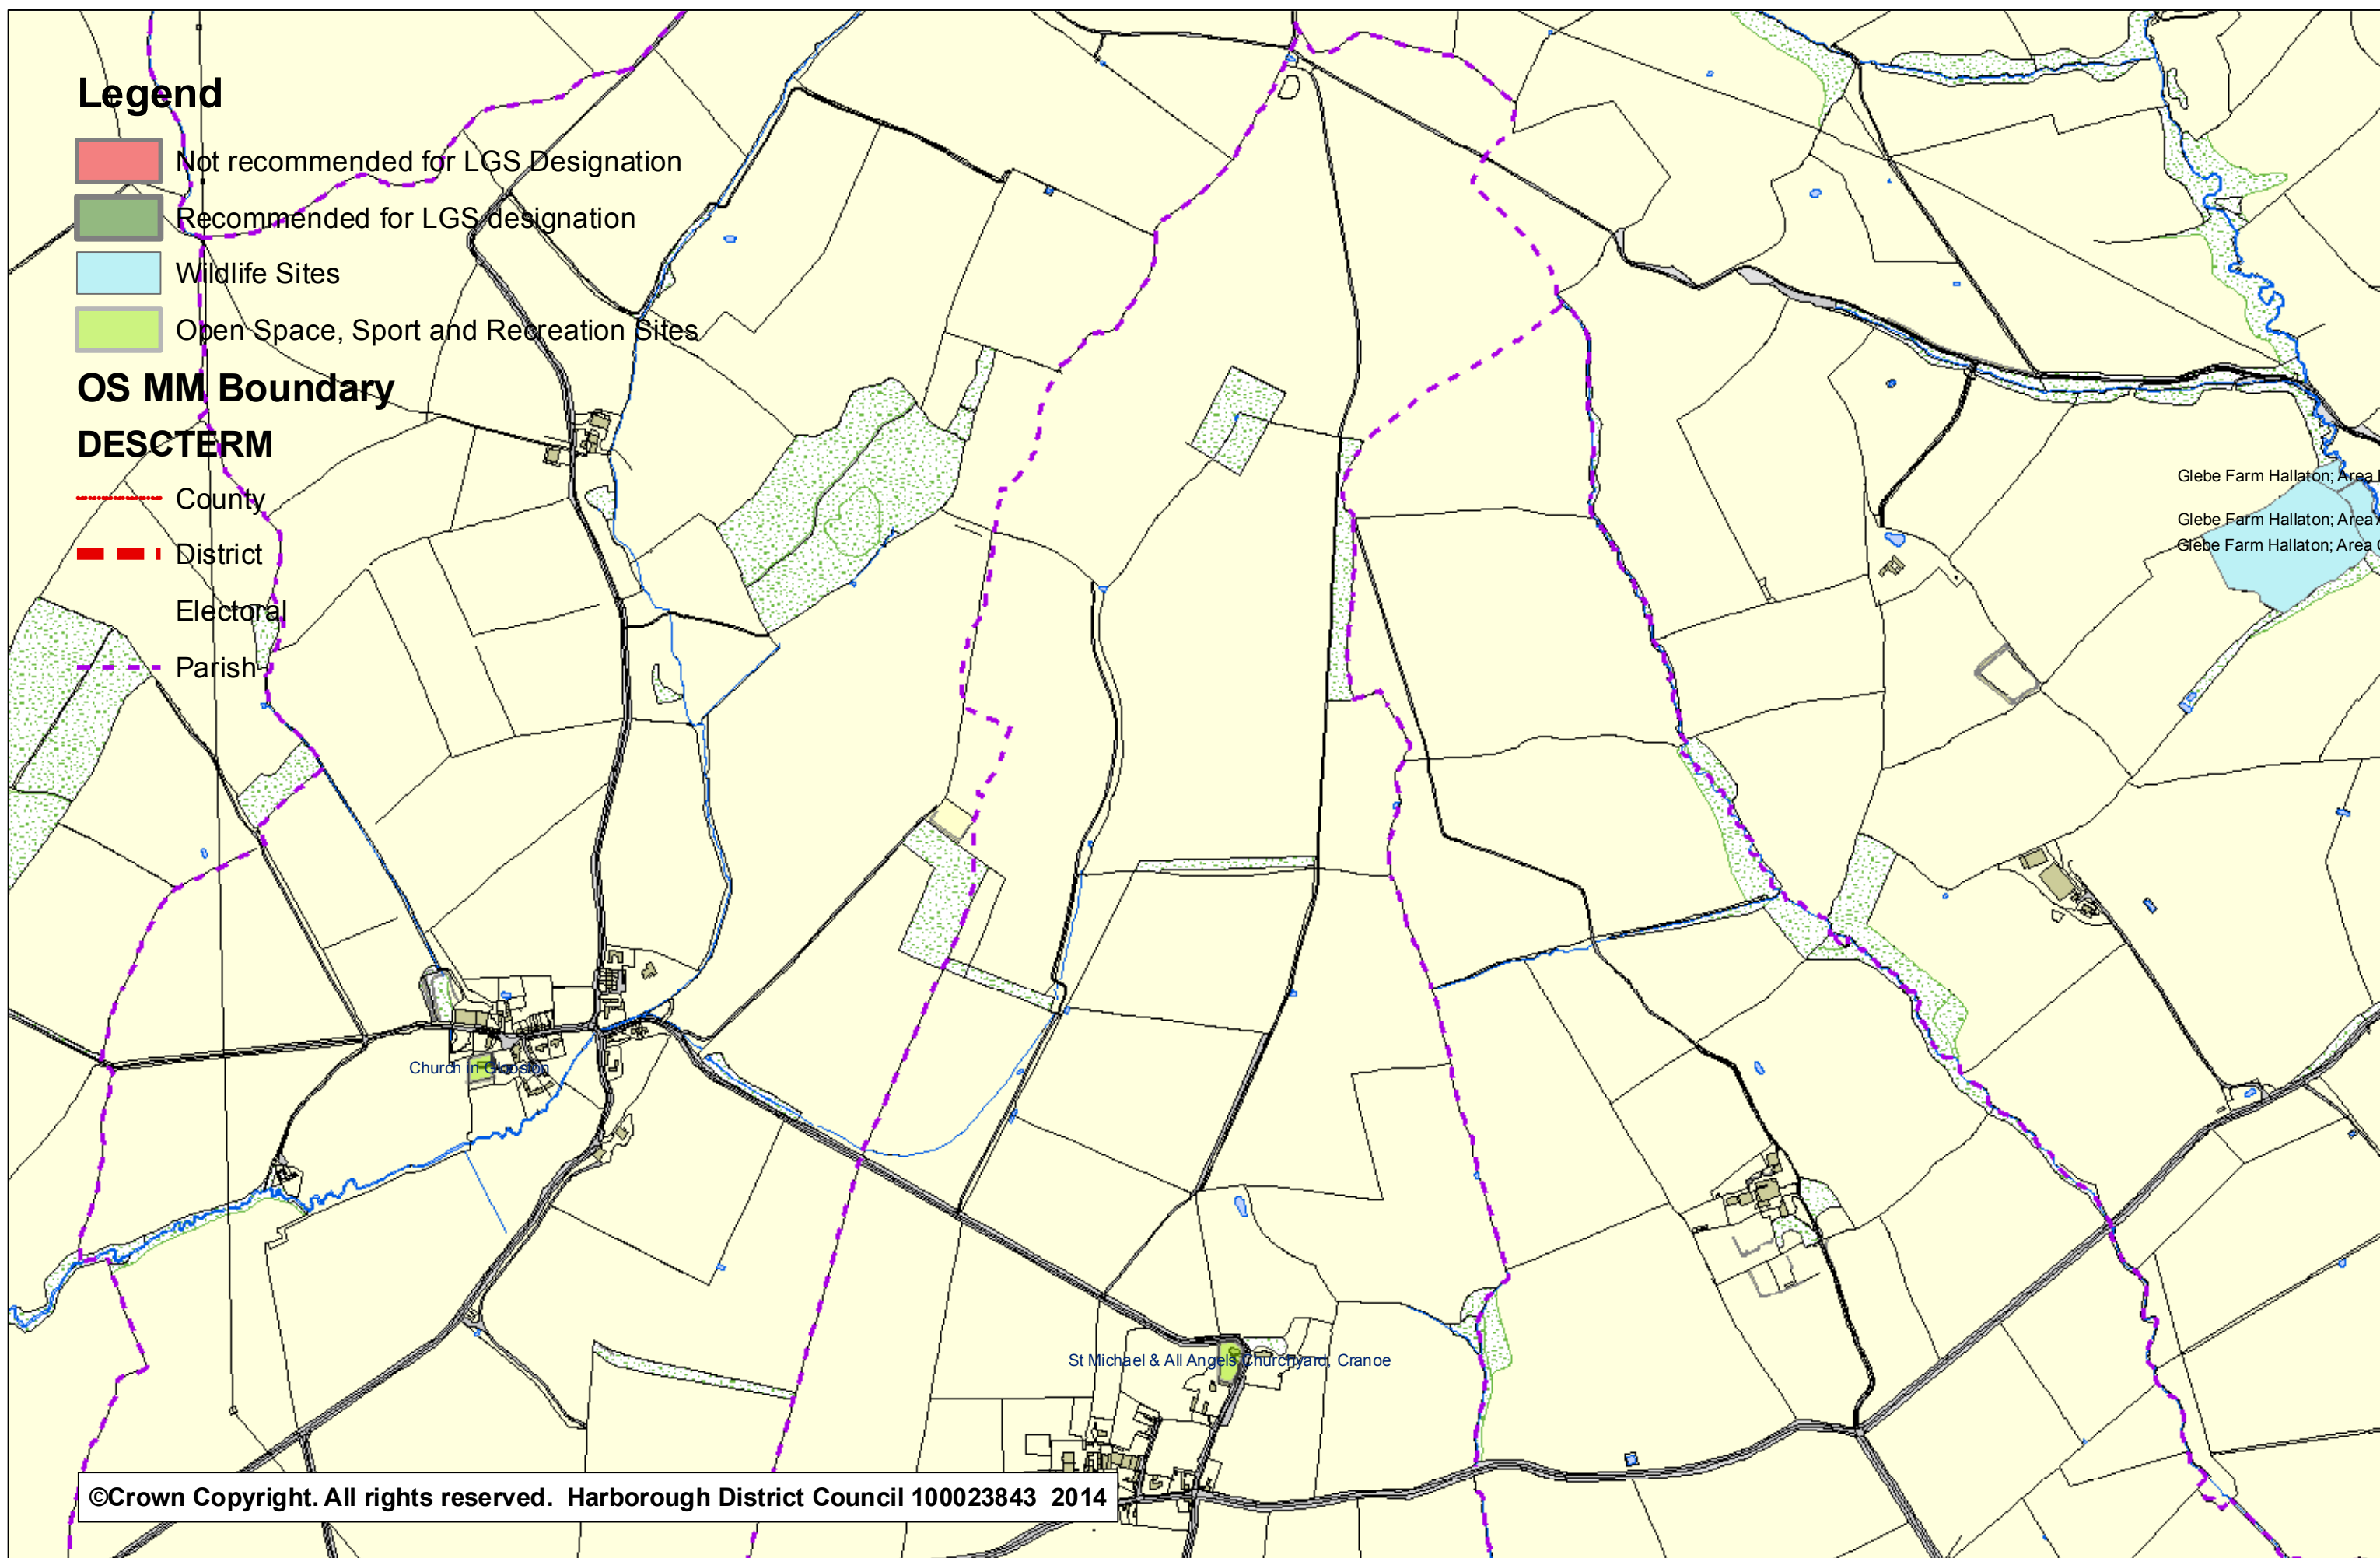 Legend
Not recommended for LGS Designation
Recommended for LGS designation
Wildlife Sites
Open Space, Sport and Recreation Sites
OS MM Boundary
DESCTERM
County
District
Electoral
Parish
Glebe Farm Hallaton; Area
Glebe Farm Hallaton; Area
Glebe Farm Hallaton; Area
Church in Glooston
St Michael & All Angels Churchyard, Cranoe
©Crown Copyright. All rights reserved. Harborough District Council 100023843 2014